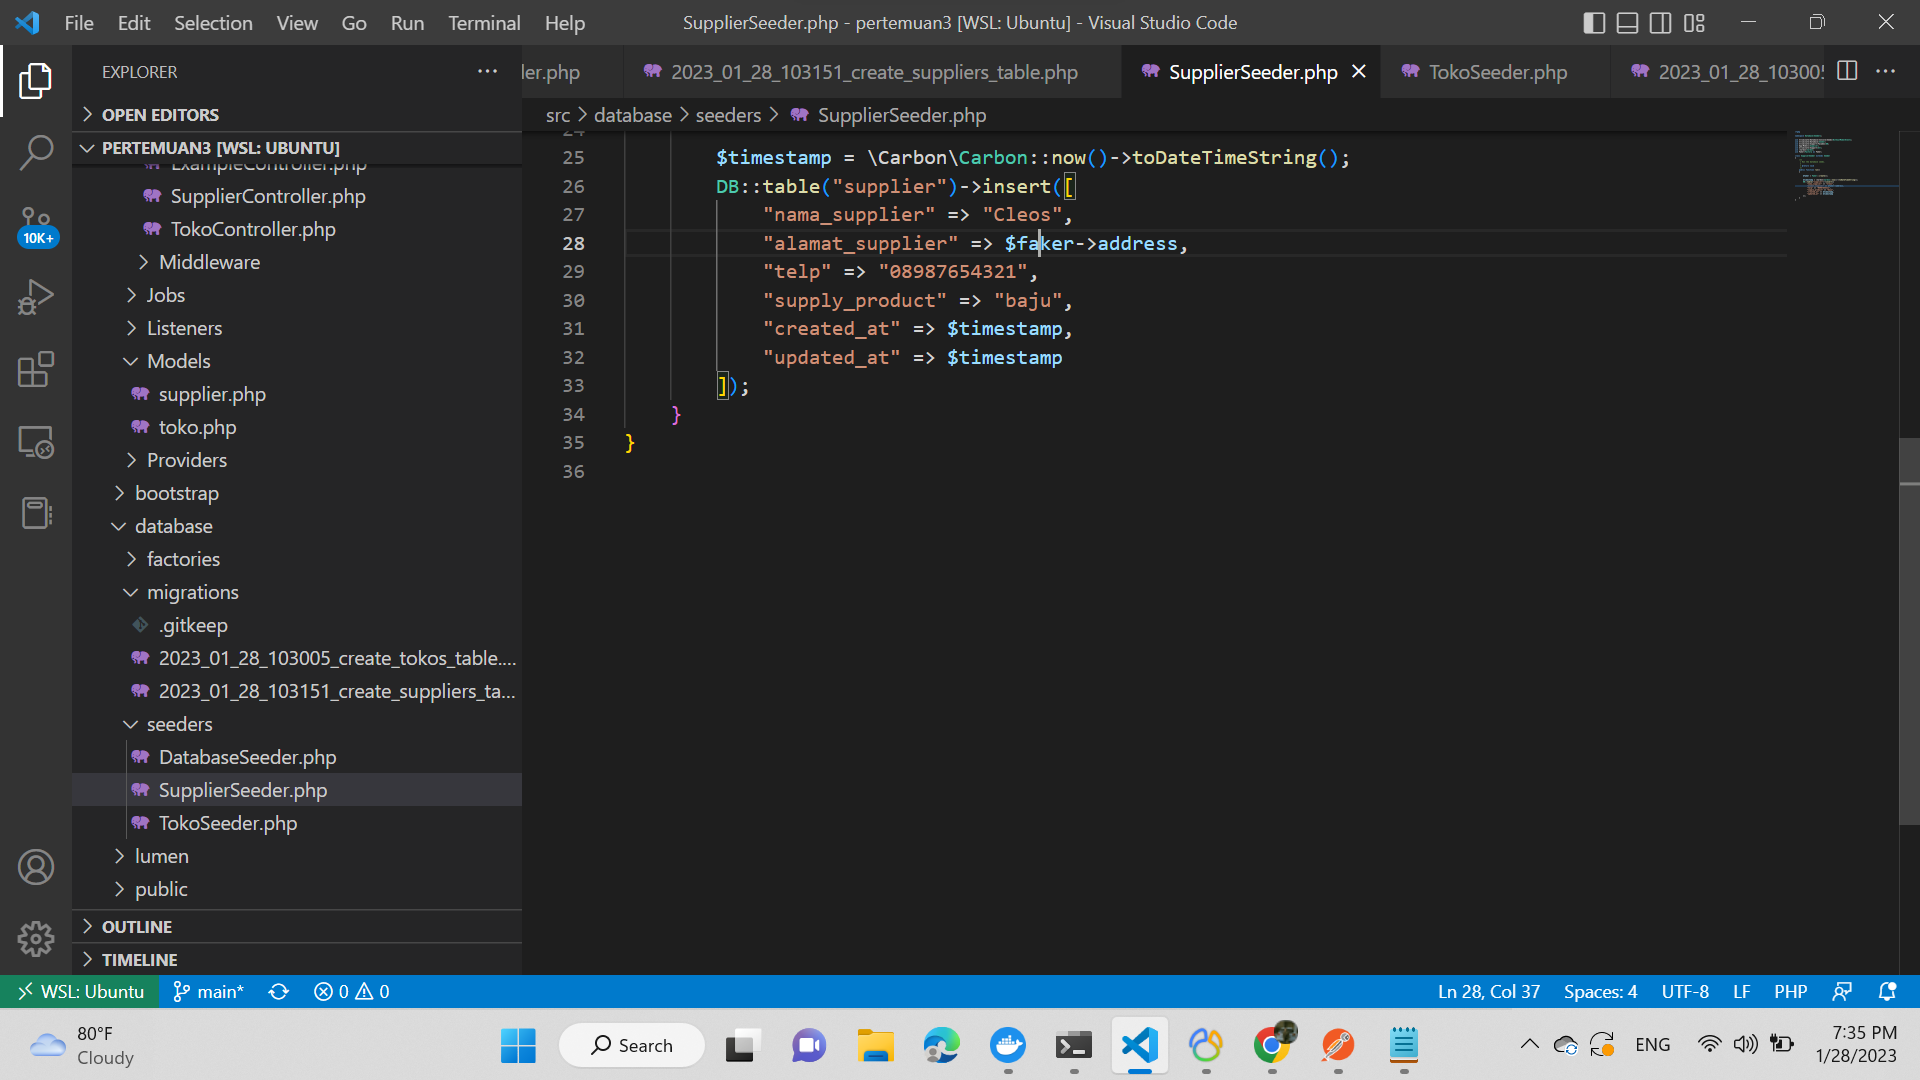 File Edit Selection View Go Run Terminal Help
SupplierSeeder.php - pertemuan3 [WSL: Ubuntu] - Visual Studio Code
EXPLORER
OPEN EDITORS
PERTEMUAN3 [WSL: UBUNTU]
ExampleController.php
SupplierController.php
TokoController.php
Middleware
Jobs
Listeners
Models
supplier.php
toko.php
Providers
bootstrap
database
factories
migrations
.gitkeep
2023_01_28_103005_create_tokos_table....
2023_01_28_103151_create_suppliers_ta...
seeders
DatabaseSeeder.php
SupplierSeeder.php
TokoSeeder.php
lumen
public
OUTLINE
TIMELINE
10K+
ler.php
2023_01_28_103151_create_suppliers_table.php
SupplierSeeder.php
TokoSeeder.php
2023_01_28_10300
src > database > seeders > SupplierSeeder.php
24
25 $timestamp = \Carbon\Carbon::now()->toDateTimeString();
26 DB::table("supplier")->insert([
27 "nama_supplier" => "Cleos",
28 "alamat_supplier" => $faker->address,
29 "telp" => "08987654321",
30 "supply_product" => "baju",
31 "created_at" => $timestamp,
32 "updated_at" => $timestamp
33 ]);
34 }
35 }
36
WSL: Ubuntu main* 0 0
Ln 28, Col 37 Spaces: 4 UTF-8 LF PHP
80°F
Cloudy
Search
ENG
7:35 PM
1/28/2023